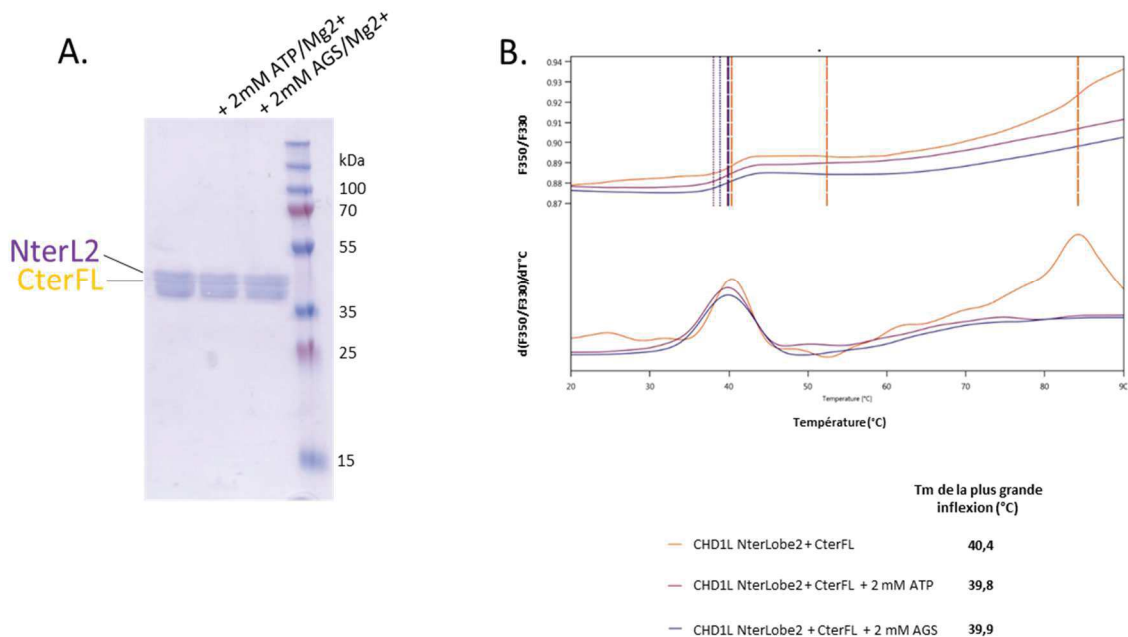 A.
+ 2mM ATP/Mg2+
+ 2mM AGS/Mg2+
kDa
100
70
55
35
25
15
NterL2
CterFL
B.
F350/F330
0.94
0.93
0.92
0.91
0.90
0.89
0.88
0.87
d(F350/F330)/dT°C
20 30 40 50 60 70 80 90
Temperature (°C)
Température (°C)
Tm de la plus grande
inflexion (°C)
CHD1L NterLobe2 + CterFL 40,4
CHD1L NterLobe2 + CterFL + 2 mM ATP 39,8
CHD1L NterLobe2 + CterFL + 2 mM AGS 39,9